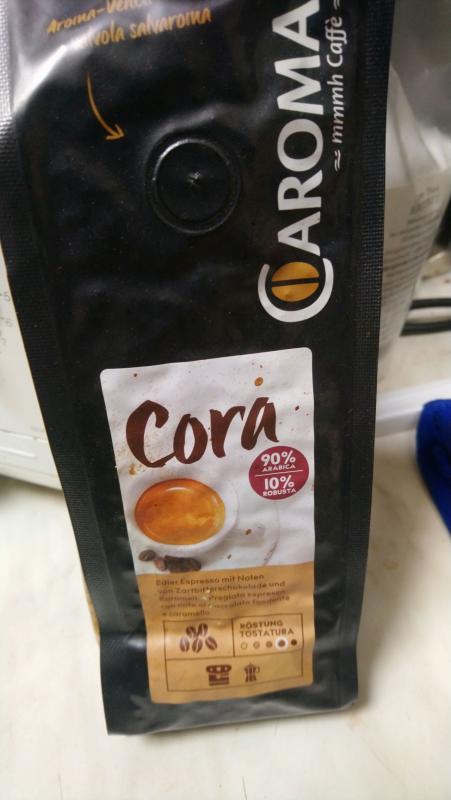 Aroma-Ventil
valvola salvaroma
CAROMA
mmmh Caffè
Cora
90%
ARABICA
10%
ROBUSTA
Edler Espresso mit Noten
von Zartbitterschokolade und
Karamell. Pregiato espresso
con note di cioccolato fondente
e caramello
RÖSTUNG
TOSTATURA